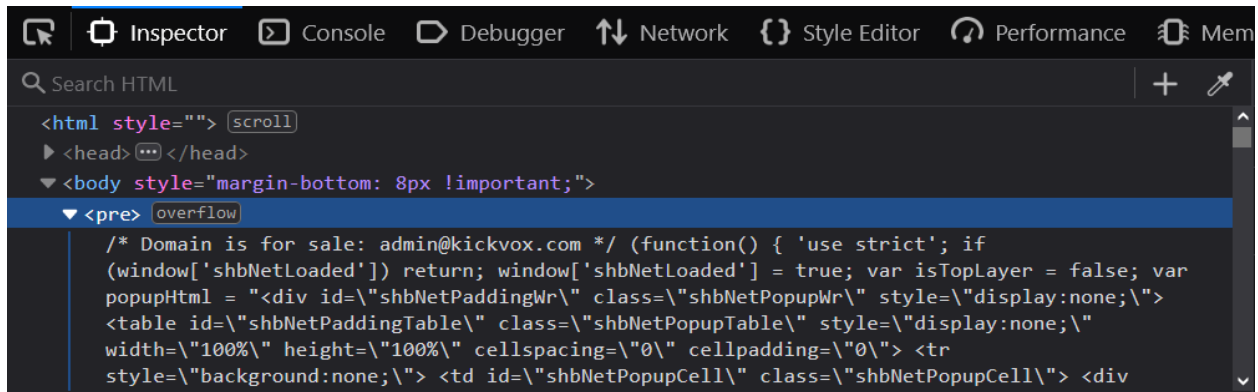 Inspector Console Debugger Network Style Editor Performance Mem
Search HTML
<html style=""> scroll
<head> ••• </head>
<body style="margin-bottom: 8px !important;">
<pre> overflow
/* Domain is for sale: admin@kickvox.com */ (function() { 'use strict'; if
(window['shbNetLoaded']) return; window['shbNetLoaded'] = true; var isTopLayer = false; var
popupHtml = "<div id=\"shbNetPaddingWr\" class=\"shbNetPopupWr\" style=\"display:none;\">
<table id=\"shbNetPaddingTable\" class=\"shbNetPopupTable\" style=\"display:none;\"
width=\"100%\" height=\"100%\" cellspacing=\"0\" cellpadding=\"0\"> <tr
style=\"background:none;\"> <td id=\"shbNetPopupCell\" class=\"shbNetPopupCell\"> <div